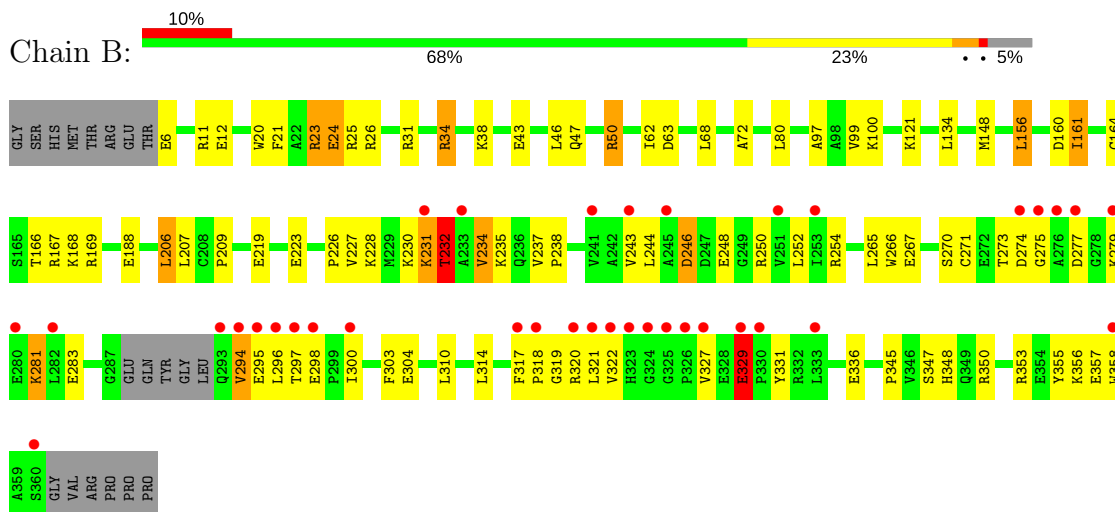 10%
Chain B:
68% 23% • • 5%
GLY SER HIS MET THR ARG GLU THR E6 R11 E12 W20 F21 A22 R23 E24 R25 R26 R31 R34 K38 E43 L46 Q47 R50 I62 D63 L68 A72 L80 A97 A98 V99 K100 K121 L134 M148 L156 D160 I161
S165 T166 R167 K168 R169 E188 L206 L207 C208 P209 E219 E223 P226 V227 K228 M229 K230 K231 T232 A233 V234 K235 Q236 V237 P238 V241 A242 V243 L244 A245 D246 D247 E248 G249 R250 V251 L252 I253 R254 L265 W266 E267 S270 C271 E272 T273 D274 G275 A276 D277 G278 K279
E280 K281 L282 E283 G287 GLU GLN TYR GLY LEU Q293 V294 E295 L296 T297 E298 P299 I300 F303 E304 L310 L314 F317 P318 G319 R320 L321 V322 H323 G324 G325 P326 V327 E328 E329 P330 Y331 R332 L333 E336 P345 V346 S347 H348 Q349 R350 R353 E354 Y355 K356 E357 W358
A359 S360 GLY VAL ARG PRO PRO PRO